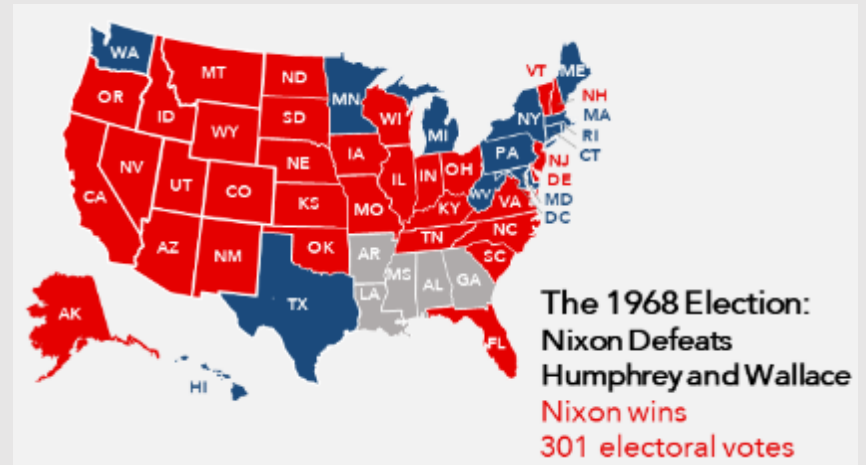 WA
MT
ND
MN
VT
ME
OR
ID
SD
WI
NH
WY
MI
NY
MA
RI
CT
NV
NE
IA
PA
NJ
UT
CO
IL
IN
OH
DE
CA
KS
MO
WV
VA
MD
KY
DC
AZ
NM
OK
TN
NC
AR
SC
MS
AL
GA
LA
TX
AK
FL
HI
The 1968 Election:
Nixon Defeats
Humphrey and Wallace
Nixon wins
301 electoral votes